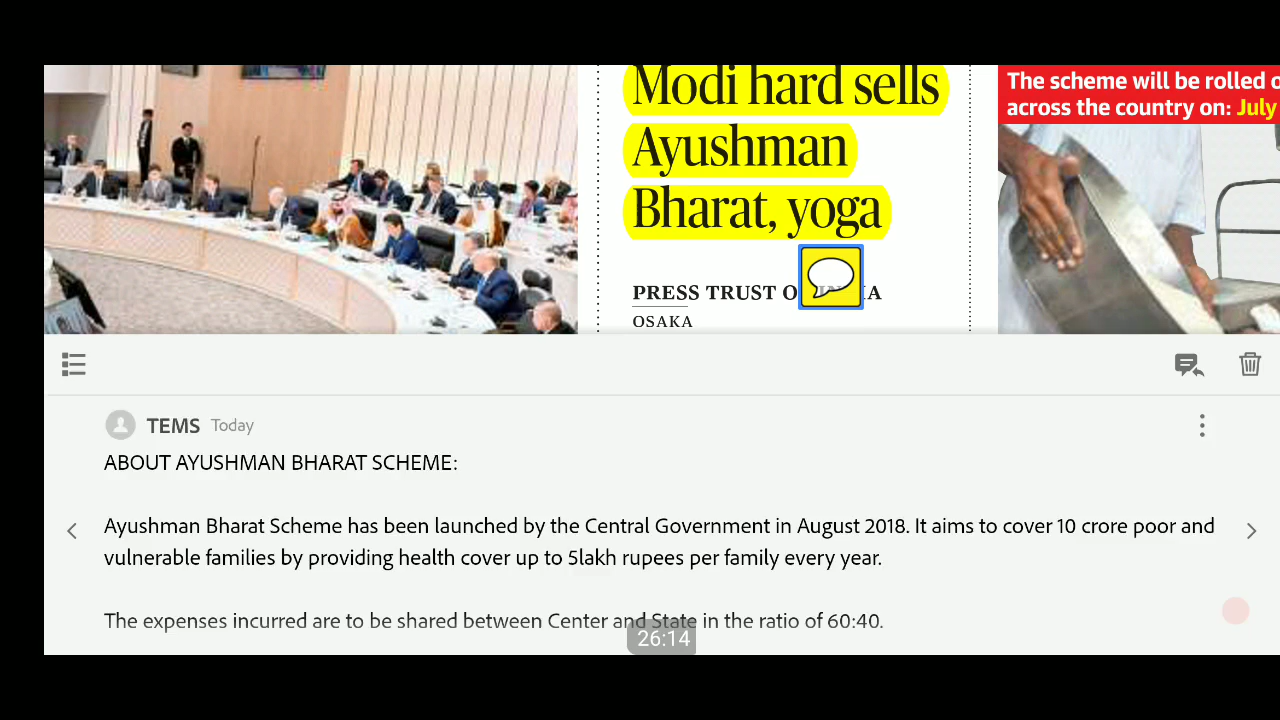 Modi hard sells
Ayushman
Bharat, yoga
PRESS TRUST
OSAKA
The scheme will be rolled
across the country on: July
TEMS Today
ABOUT AYUSHMAN BHARAT SCHEME:
Ayushman Bharat Scheme has been launched by the Central Government in August 2018. It aims to cover 10 crore poor and
vulnerable families by providing health cover up to 5lakh rupees per family every year.
The expenses incurred are to be shared between Center and State in the ratio of 60:40.
26:14